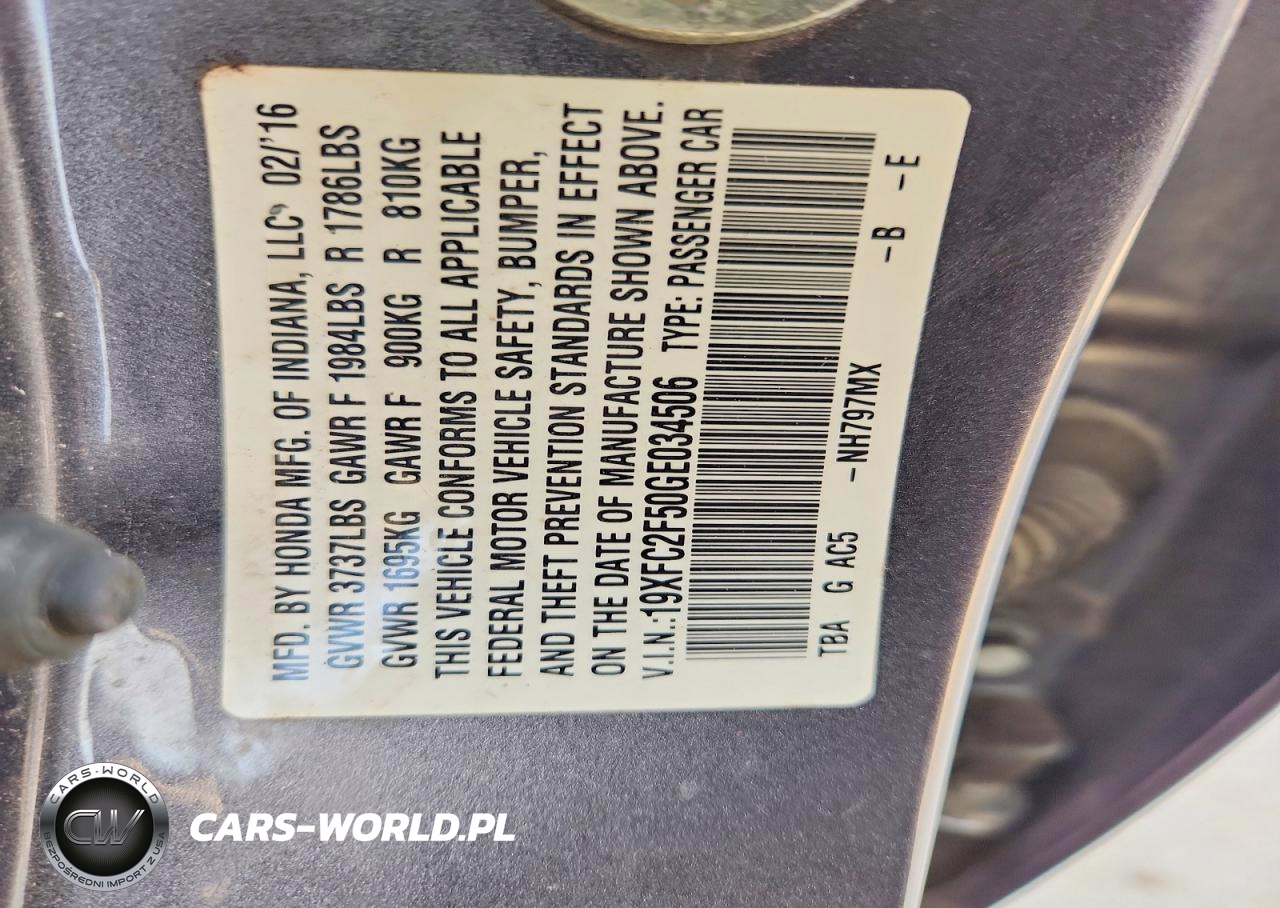 MFD. BY HONDA MFG. OF INDIANA, LLC. 02/'16
GVWR 3737LBS GAWR F 1984LBS R 1786LBS
GVWR 1695KG GAWR F 900KG R 810KG
THIS VEHICLE CONFORMS TO ALL APPLICABLE
FEDERAL MOTOR VEHICLE SAFETY, BUMPER,
AND THEFT PREVENTION STANDARDS IN EFFECT
ON THE DATE OF MANUFACTURE SHOWN ABOVE.
V.I.N.:19XFC2F50GE034506 TYPE: PASSENGER CAR
TBA G AC5 -NH797MX -B -E
CARS-WORLD
CW
BEZPOŚREDNI IMPORT Z USA
CARS-WORLD.PL